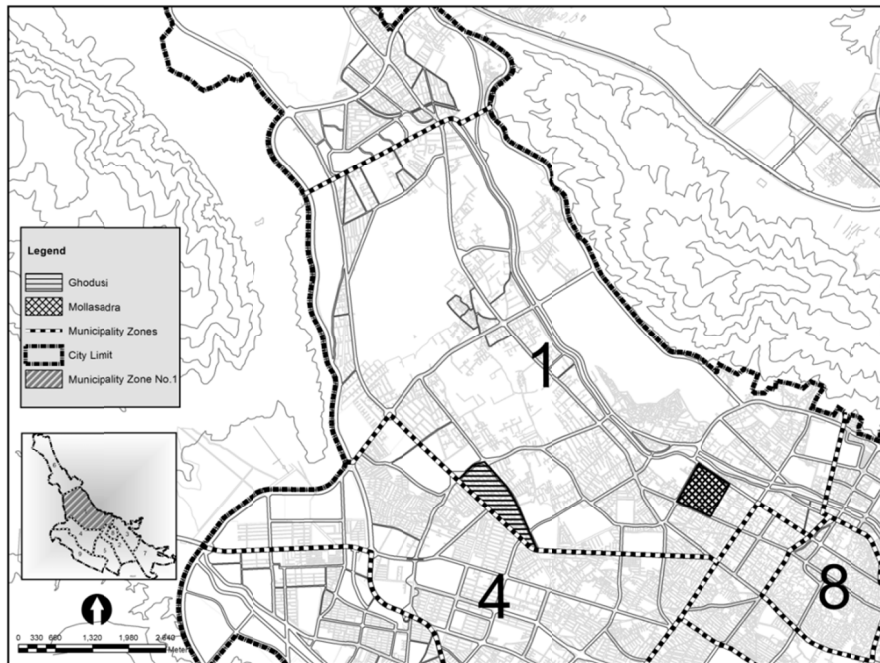 1
Legend
Ghodusi
Mollasadra
Municipality Zones
City Limit
Municipality Zone No.1
4
8
0 330 660 1,320 1,980 2,640
Meters